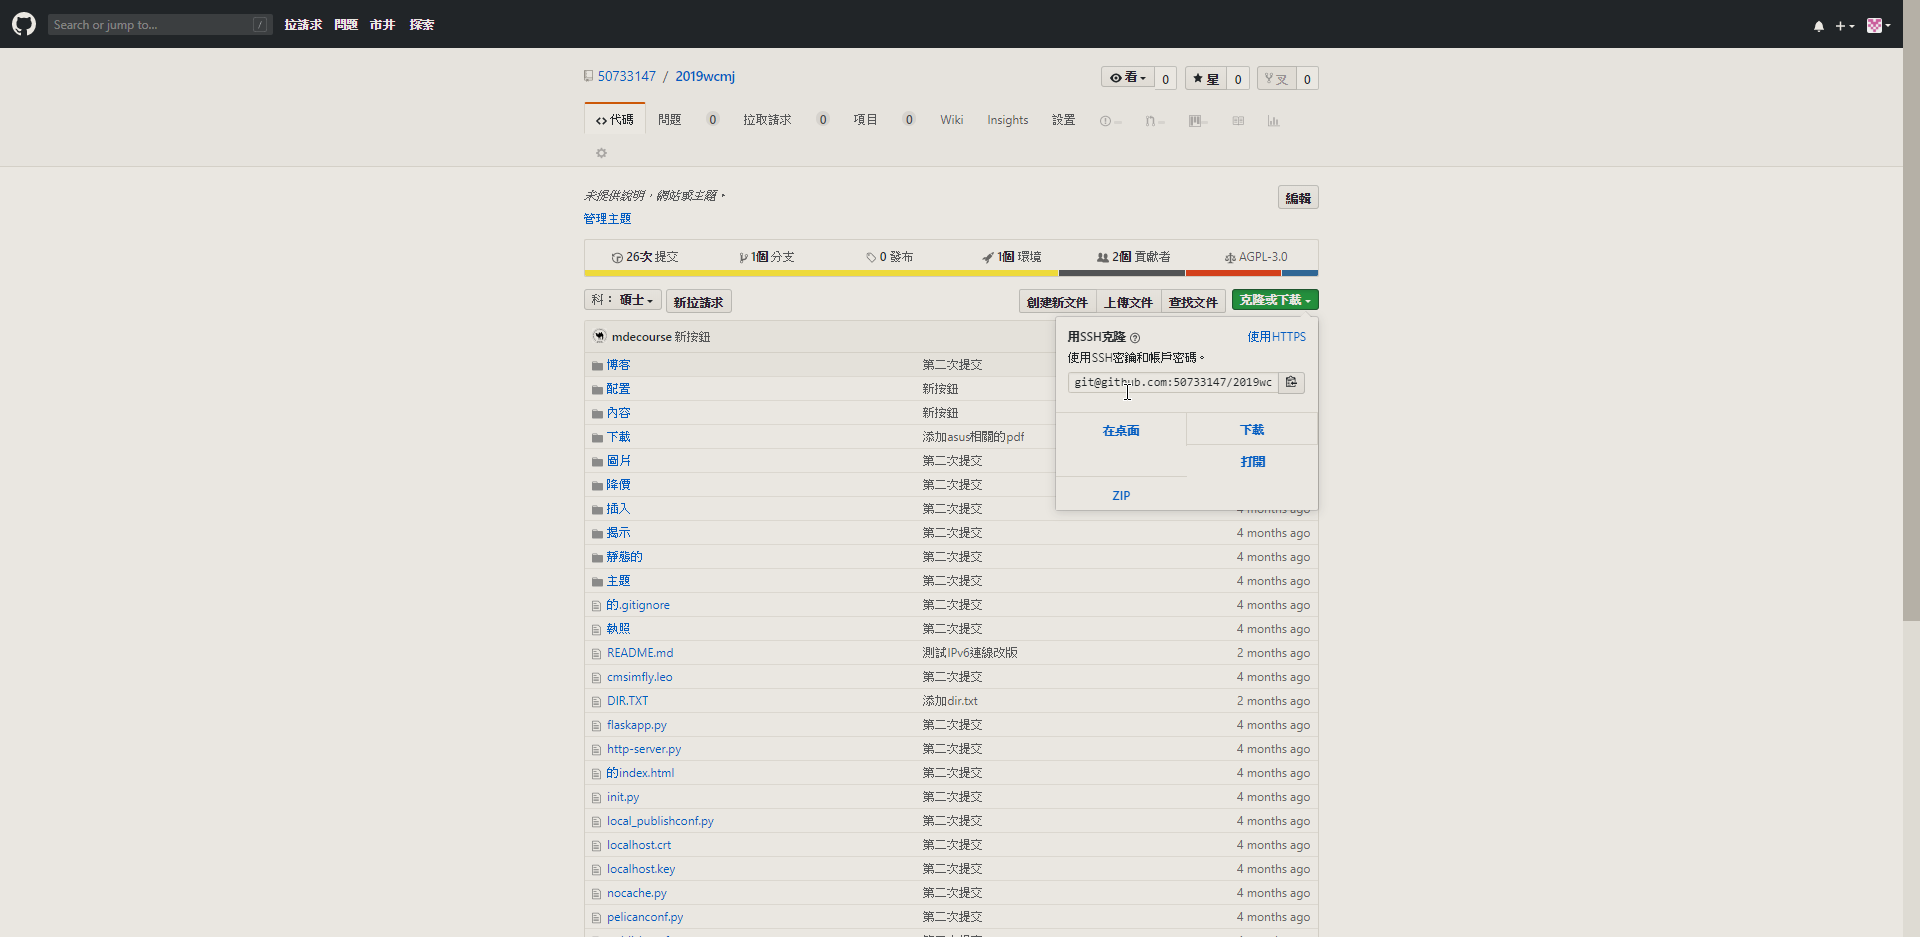 Search or jump to... / 拉請求 問題 市井 探索
50733147 / 2019wcmj
看 0 星 0 叉 0
代碼 問題 0 拉取請求 0 項目 0 Wiki Insights 設置
未提供說明，網站或主題。
編輯
管理主題
26次 提交 1個 分支 0 發布 1個 環境 2個 貢獻者 AGPL-3.0
科： 碩士 新拉請求 創建新文件 上傳文件 查找文件 克隆或下載
mdecourse 新按鈕
用SSH克隆 使用HTTPS
使用SSH密鑰和帳戶密碼。
git@github.com:50733147/2019wc
在桌面 下載
打開
ZIP
博客 第二次提交
配置 新按鈕
內容 新按鈕
下載 添加asus相關的pdf
圖片 第二次提交
降價 第二次提交
插入 第二次提交 4 months ago
揭示 第二次提交 4 months ago
靜態的 第二次提交 4 months ago
主題 第二次提交 4 months ago
的.gitignore 第二次提交 4 months ago
執照 第二次提交 4 months ago
README.md 測試IPv6連線改版 2 months ago
cmsimfly.leo 第二次提交 4 months ago
DIR.TXT 添加dir.txt 2 months ago
flaskapp.py 第二次提交 4 months ago
http-server.py 第二次提交 4 months ago
的index.html 第二次提交 4 months ago
init.py 第二次提交 4 months ago
local_publishconf.py 第二次提交 4 months ago
localhost.crt 第二次提交 4 months ago
localhost.key 第二次提交 4 months ago
nocache.py 第二次提交 4 months ago
pelicanconf.py 第二次提交 4 months ago